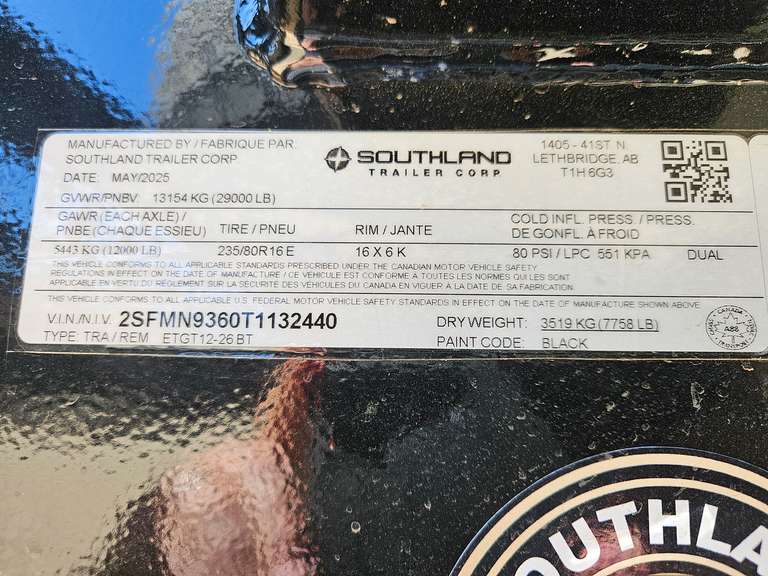 MANUFACTURED BY / FABRIQUE PAR:
SOUTHLAND TRAILER CORP.
SOUTHLAND
TRAILER CORP.
1405 - 41ST N.
LETHBRIDGE, AB
T1H 6G3
DATE: MAY/2025
GVWR/PNBV: 13154 KG (29000 LB)
GAWR (EACH AXLE) /
PNBE (CHAQUE ESSIEU) TIRE / PNEU RIM / JANTE
COLD INFL. PRESS. / PRESS.
DE GONFL. À FROID
5443 KG (12000 LB) 235/80R16 E 16 X 6 K 80 PSI / LPC 551 KPA DUAL
THIS VEHICLE CONFORMS TO ALL APPLICABLE STANDARDS PRESCRIBED UNDER THE CANADIAN MOTOR VEHICLE SAFETY
REGULATIONS IN EFFECT ON THE DATE OF MANUFACTURE / CE VEHICULE EST CONFORME À TOUTES LES NORMES QUI LES SONT
APPLICABLES EN VERTU DU REGLEMENT SUR LA SÉCURITÉ DES VÉHICULES DU CANADA EN VIGUEUR À LA DATE DE SA FABRICATION.
THIS VEHICLE CONFORMS TO ALL APPLICABLE U.S. FEDERAL MOTOR VEHICLE SAFETY STANDARDS IN EFFECT ON THE DATE OF MANUFACTURE SHOWN ABOVE
V.I.N./N.I.V. 2SFMN9360T1132440 DRY WEIGHT: 3519 KG (7758 LB)
TYPE: TRA / REM ETGT12-26 BT PAINT CODE: BLACK
CANADA
TRANSPORT
SOUTHLA